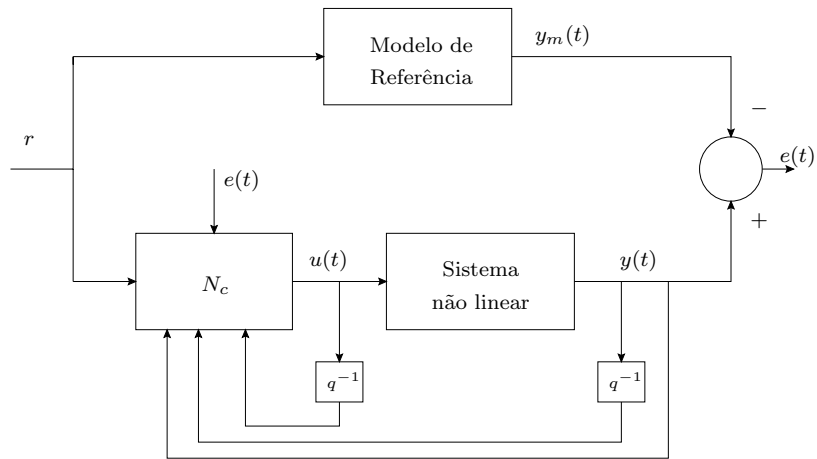 Modelo de
Referência
y_m(t)
−
r
e(t)
e(t)
+
N_c
u(t)
Sistema
não linear
y(t)
q^{-1}
q^{-1}